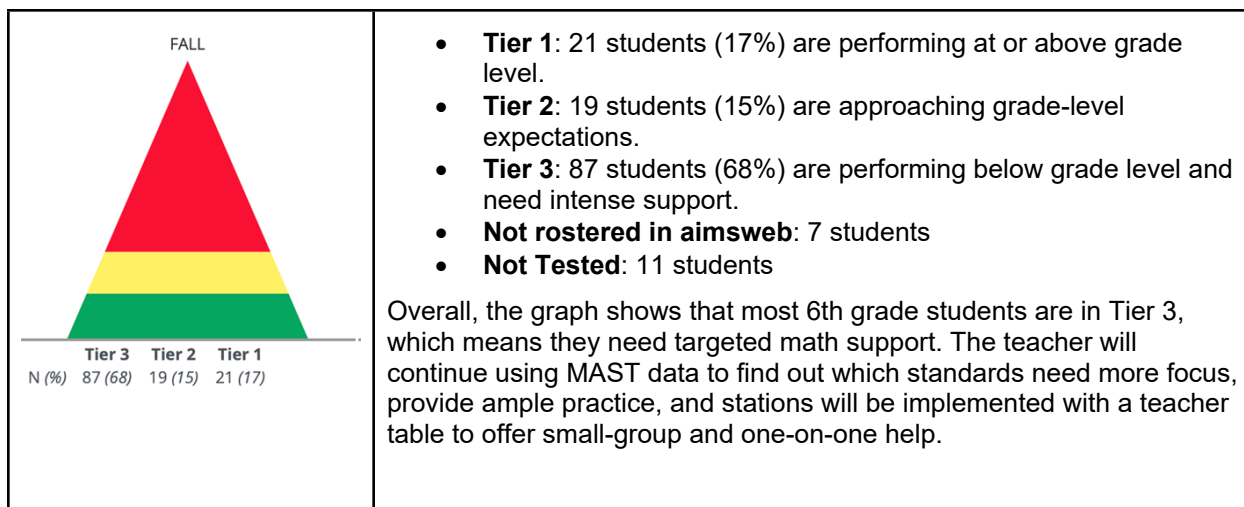 FALL
Tier 3 Tier 2 Tier 1
N (%) 87 (68) 19 (15) 21 (17)
• Tier 1: 21 students (17%) are performing at or above grade
level.
• Tier 2: 19 students (15%) are approaching grade-level
expectations.
• Tier 3: 87 students (68%) are performing below grade level and
need intense support.
• Not rostered in aimsweb: 7 students
• Not Tested: 11 students
Overall, the graph shows that most 6th grade students are in Tier 3,
which means they need targeted math support. The teacher will
continue using MAST data to find out which standards need more focus,
provide ample practice, and stations will be implemented with a teacher
table to offer small-group and one-on-one help.